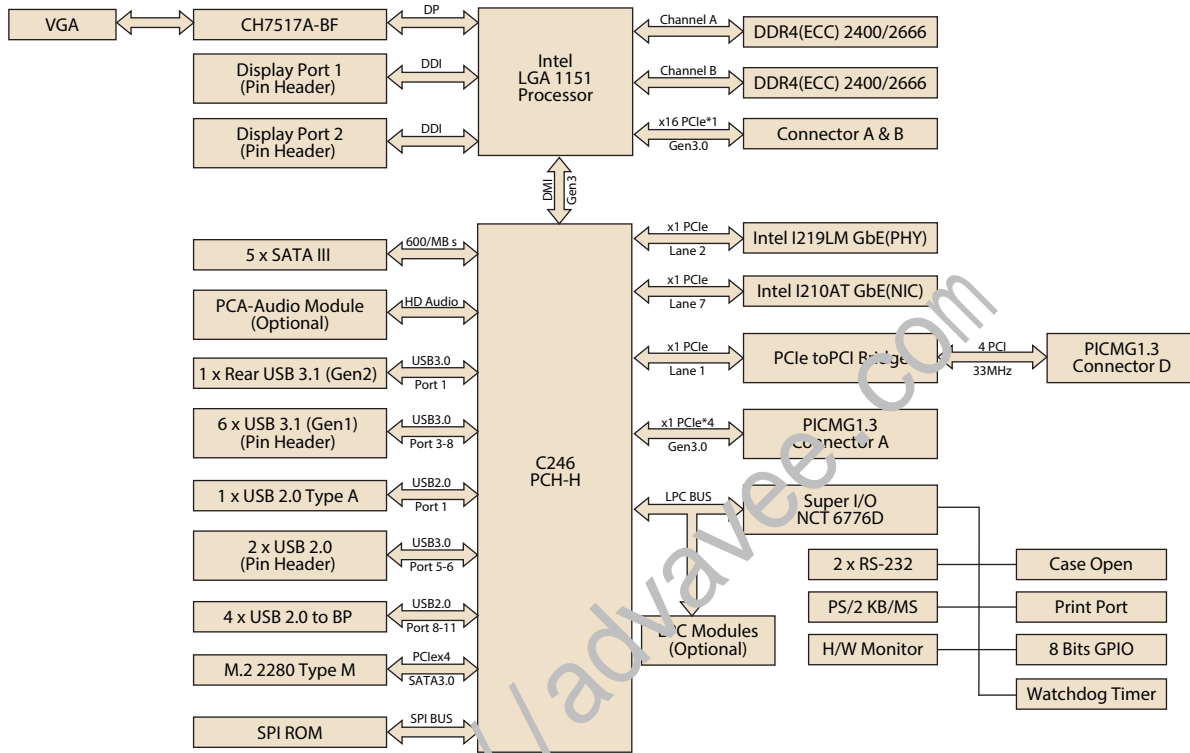 VGA
CH7517A-BF
DP
Intel
LGA 1151
Processor
Channel A
DDR4(ECC) 2400/2666
Display Port 1
(Pin Header)
DDI
Channel B
DDR4(ECC) 2400/2666
Display Port 2
(Pin Header)
DDI
x16 PCIe*1
Gen3.0
Connector A & B
DMI
Gen3
C246
PCH-H
5 x SATA III
600/MB s
PCA-Audio Module
(Optional)
HD Audio
1 x Rear USB 3.1 (Gen2)
USB3.0
Port 1
6 x USB 3.1 (Gen1)
(Pin Header)
USB3.0
Port 3-8
1 x USB 2.0 Type A
USB2.0
Port 1
2 x USB 2.0
(Pin Header)
USB3.0
Port 5-6
4 x USB 2.0 to BP
USB2.0
Port 8-11
M.2 2280 Type M
PCIex4
SATA3.0
SPI ROM
SPI BUS
x1 PCIe
Lane 2
Intel I219LM GbE(PHY)
x1 PCIe
Lane 7
Intel I210AT GbE(NIC)
x1 PCIe
Lane 1
PCIe toPCI Bridge
4 PCI
33MHz
PICMG1.3
Connector D
x1 PCIe*4
Gen3.0
PICMG1.3
Connector A
LPC BUS
Super I/O
NCT 6776D
LPC Modules
(Optional)
2 x RS-232
Case Open
PS/2 KB/MS
Print Port
H/W Monitor
8 Bits GPIO
Watchdog Timer
//advavee.com